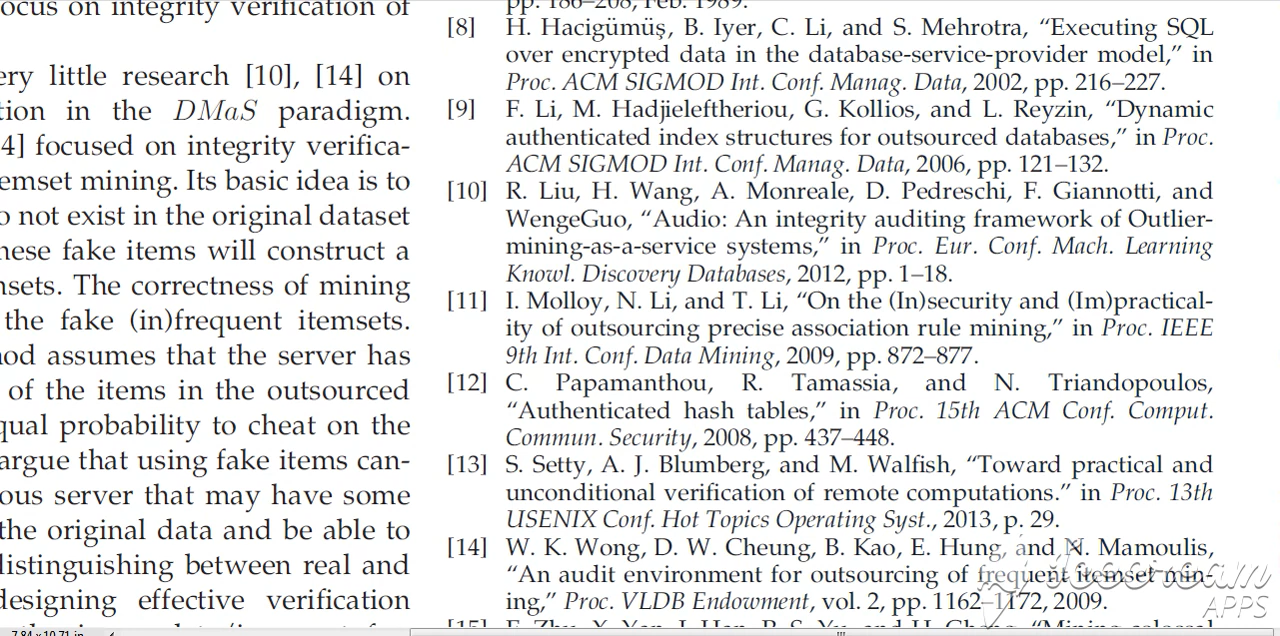 ocus on integrity verification of
ery little research [10], [14] on
tion in the DMaS paradigm.
4] focused on integrity verifica-
emset mining. Its basic idea is to
o not exist in the original dataset
hese fake items will construct a
nsets. The correctness of mining
the fake (in)frequent itemsets.
nod assumes that the server has
of the items in the outsourced
qual probability to cheat on the
argue that using fake items can-
ous server that may have some
the original data and be able to
distinguishing between real and
designing effective verification
pp. 186–208, Feb. 1989.
[8] H. Hacigümüş, B. Iyer, C. Li, and S. Mehrotra, “Executing SQL
over encrypted data in the database-service-provider model,” in
Proc. ACM SIGMOD Int. Conf. Manag. Data, 2002, pp. 216–227.
[9] F. Li, M. Hadjieleftheriou, G. Kollios, and L. Reyzin, “Dynamic
authenticated index structures for outsourced databases,” in Proc.
ACM SIGMOD Int. Conf. Manag. Data, 2006, pp. 121–132.
[10] R. Liu, H. Wang, A. Monreale, D. Pedreschi, F. Giannotti, and
WengeGuo, “Audio: An integrity auditing framework of Outlier-
mining-as-a-service systems,” in Proc. Eur. Conf. Mach. Learning
Knowl. Discovery Databases, 2012, pp. 1–18.
[11] I. Molloy, N. Li, and T. Li, “On the (In)security and (Im)practical-
ity of outsourcing precise association rule mining,” in Proc. IEEE
9th Int. Conf. Data Mining, 2009, pp. 872–877.
[12] C. Papamanthou, R. Tamassia, and N. Triandopoulos,
“Authenticated hash tables,” in Proc. 15th ACM Conf. Comput.
Commun. Security, 2008, pp. 437–448.
[13] S. Setty, A. J. Blumberg, and M. Walfish, “Toward practical and
unconditional verification of remote computations.” in Proc. 13th
USENIX Conf. Hot Topics Operating Syst., 2013, p. 29.
[14] W. K. Wong, D. W. Cheung, B. Kao, E. Hung, and N. Mamoulis,
“An audit environment for outsourcing of frequent itemset min-
ing,” Proc. VLDB Endowment, vol. 2, pp. 1162–1172, 2009.
APPS
7.84 x 10.71 in